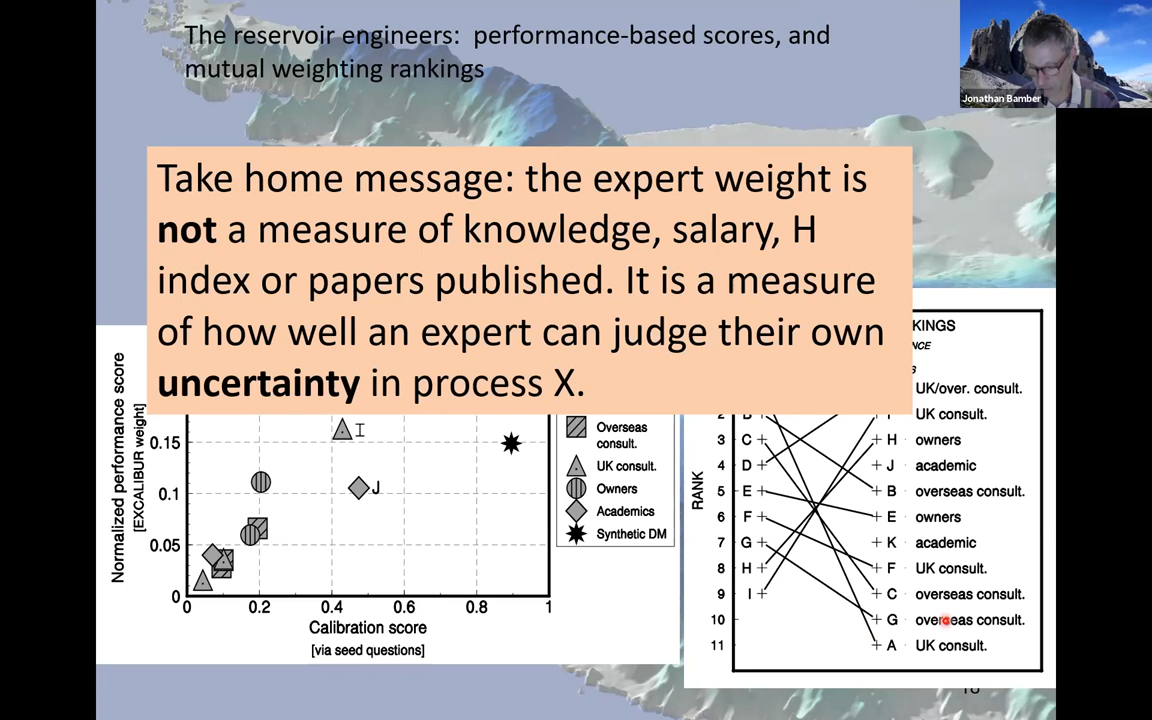 The reservoir engineers: performance-based scores, and
mutual weighting rankings
Jonathan Bamber
Take home message: the expert weight is
not a measure of knowledge, salary, H
index or papers published. It is a measure
of how well an expert can judge their own
uncertainty in process X.
Normalized performance score
[EXCALIBUR weight]
0.15
0.1
0.05
0
0
0.2
0.4
0.6
0.8
1
Calibration score
[via seed questions]
I
J
Overseas
consult.
UK consult.
Owners
Academics
Synthetic DM
KINGS
NCE
RANK
UK/over. consult.
2 B UK consult.
3 C H owners
4 D J academic
5 E B overseas consult.
6 F E owners
7 G K academic
8 H F UK consult.
9 I C overseas consult.
10 G overseas consult.
11 A UK consult.